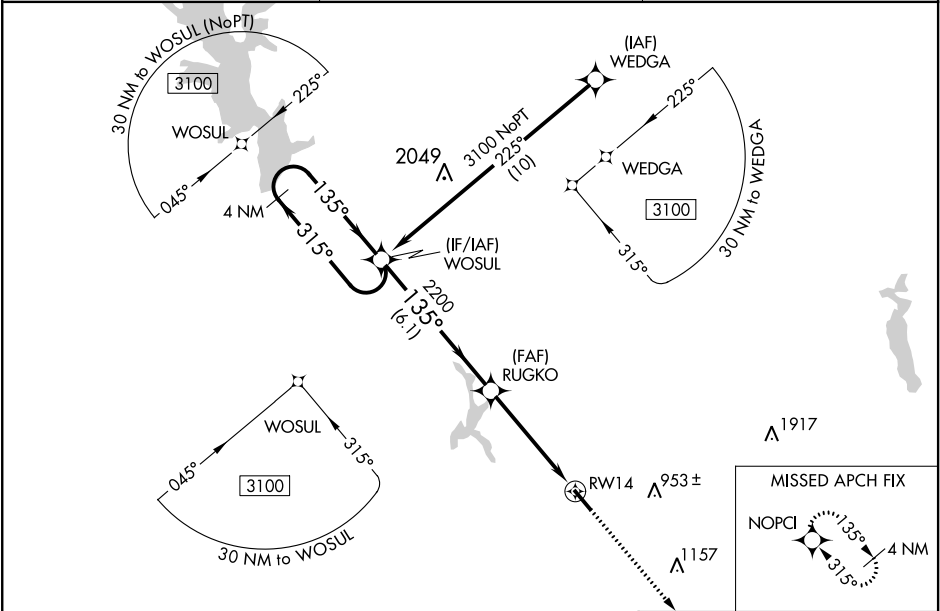 30 NM to WOSUL (NoPT)
3100
225°
WOSUL
045°
(IAF)
WEDGA
2049
3100 NoPT
225°
(10)
225°
WEDGA
3100
315°
30 NM to WEDGA
4 NM
135°
315°
(IF/IAF)
WOSUL
2200
135°
(6.1)
(FAF)
RUGKO
WOSUL
045°
315°
3100
30 NM to WOSUL
1917
RW14
953 ±
1157
MISSED APCH FIX
NOPCI
135°
4 NM
315°